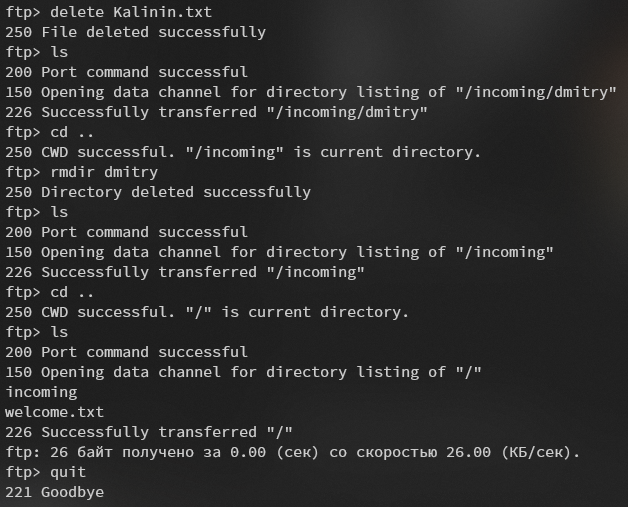 ftp> delete Kalinin.txt
250 File deleted successfully
ftp> ls
200 Port command successful
150 Opening data channel for directory listing of "/incoming/dmitry"
226 Successfully transferred "/incoming/dmitry"
ftp> cd ..
250 CWD successful. "/incoming" is current directory.
ftp> rmdir dmitry
250 Directory deleted successfully
ftp> ls
200 Port command successful
150 Opening data channel for directory listing of "/incoming"
226 Successfully transferred "/incoming"
ftp> cd ..
250 CWD successful. "/" is current directory.
ftp> ls
200 Port command successful
150 Opening data channel for directory listing of "/"
incoming
welcome.txt
226 Successfully transferred "/"
ftp: 26 байт получено за 0.00 (сек) со скоростью 26.00 (КБ/сек).
ftp> quit
221 Goodbye